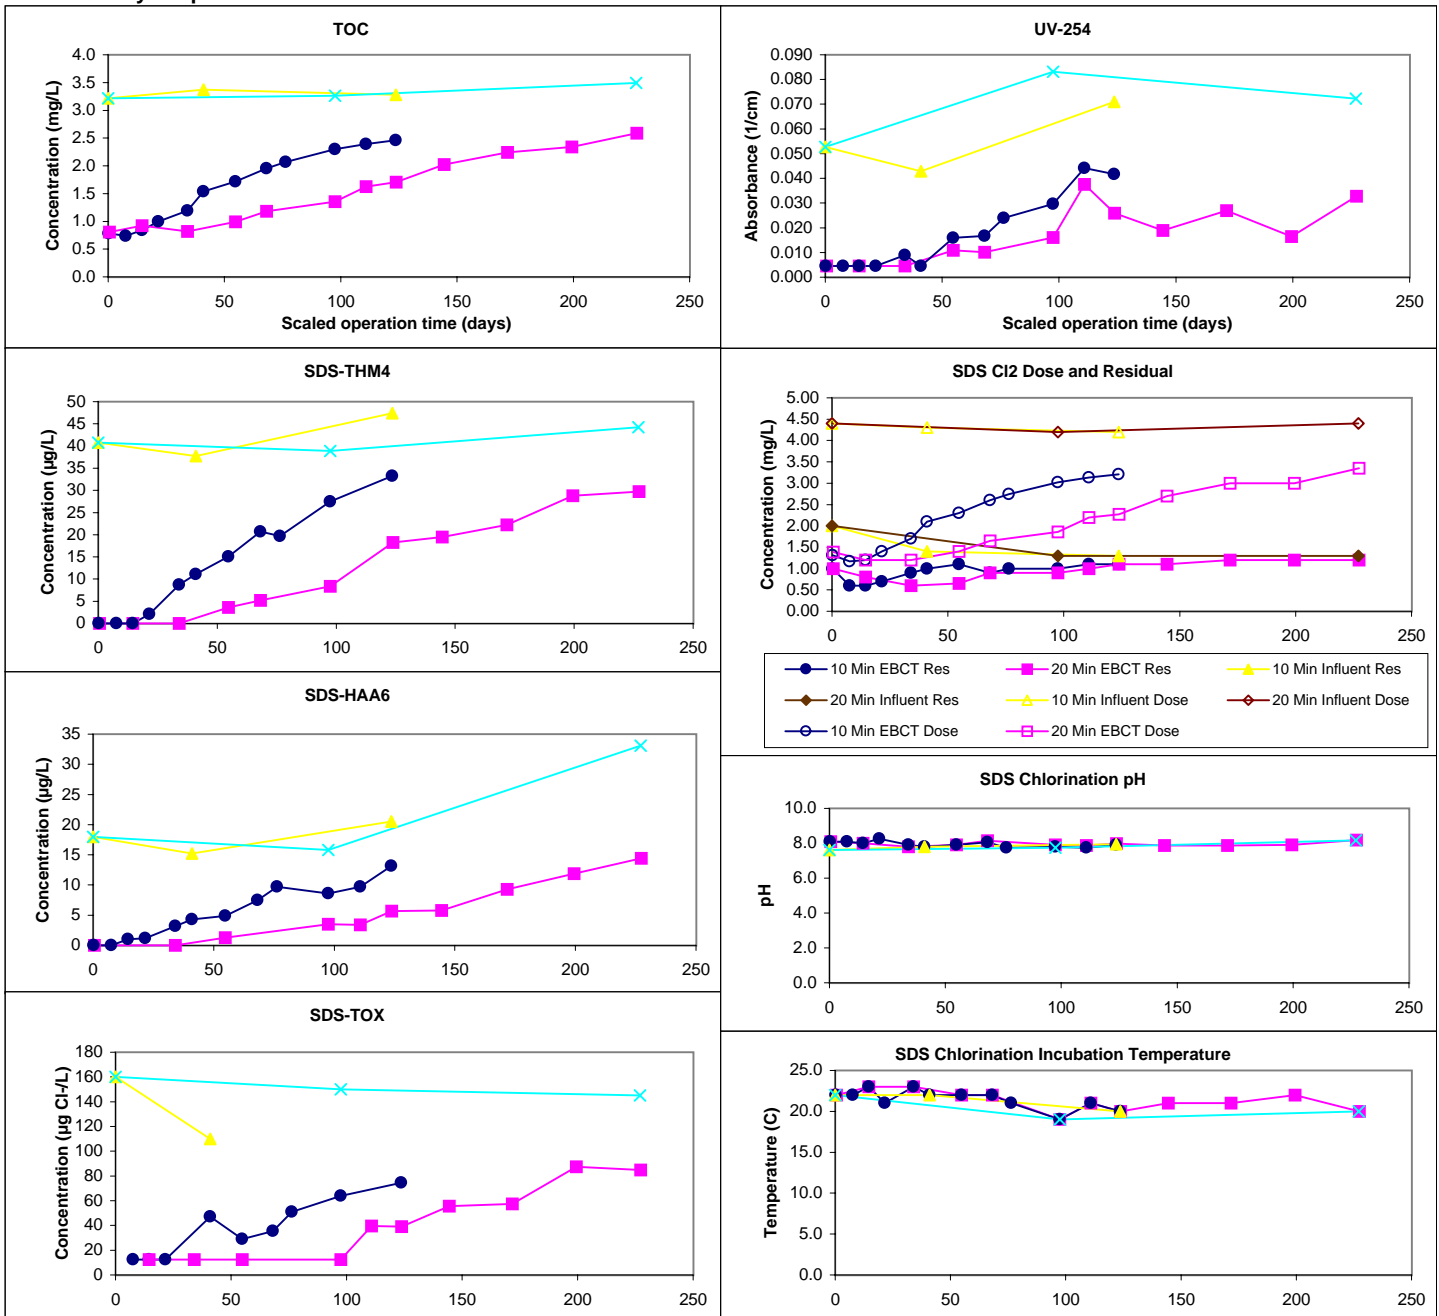 TOC
Concentration (mg/L)
4.0
3.5
3.0
2.5
2.0
1.5
1.0
0.5
0.0
0 50 100 150 200 250
Scaled operation time (days)
UV-254
Absorbance (1/cm)
0.090
0.080
0.070
0.060
0.050
0.040
0.030
0.020
0.010
0.000
0 50 100 150 200 250
Scaled operation time (days)
SDS-THM4
Concentration (µg/L)
50
45
40
35
30
25
20
15
10
5
0
0 50 100 150 200 250
SDS Cl2 Dose and Residual
Concentration (mg/L)
5.00
4.50
4.00
3.50
3.00
2.50
2.00
1.50
1.00
0.50
0.00
0 50 100 150 200 250
10 Min EBCT Res 20 Min EBCT Res 10 Min Influent Res
20 Min Influent Res 10 Min Influent Dose 20 Min Influent Dose
10 Min EBCT Dose 20 Min EBCT Dose
SDS-HAA6
Concentration (µg/L)
35
30
25
20
15
10
5
0
0 50 100 150 200 250
SDS Chlorination pH
pH
10.0
8.0
6.0
4.0
2.0
0.0
0 50 100 150 200 250
SDS-TOX
Concentration (µg Cl-/L)
180
160
140
120
100
80
60
40
20
0
0 50 100 150 200 250
SDS Chlorination Incubation Temperature
Temperature (C)
25.0
20.0
15.0
10.0
5.0
0.0
0 50 100 150 200 250